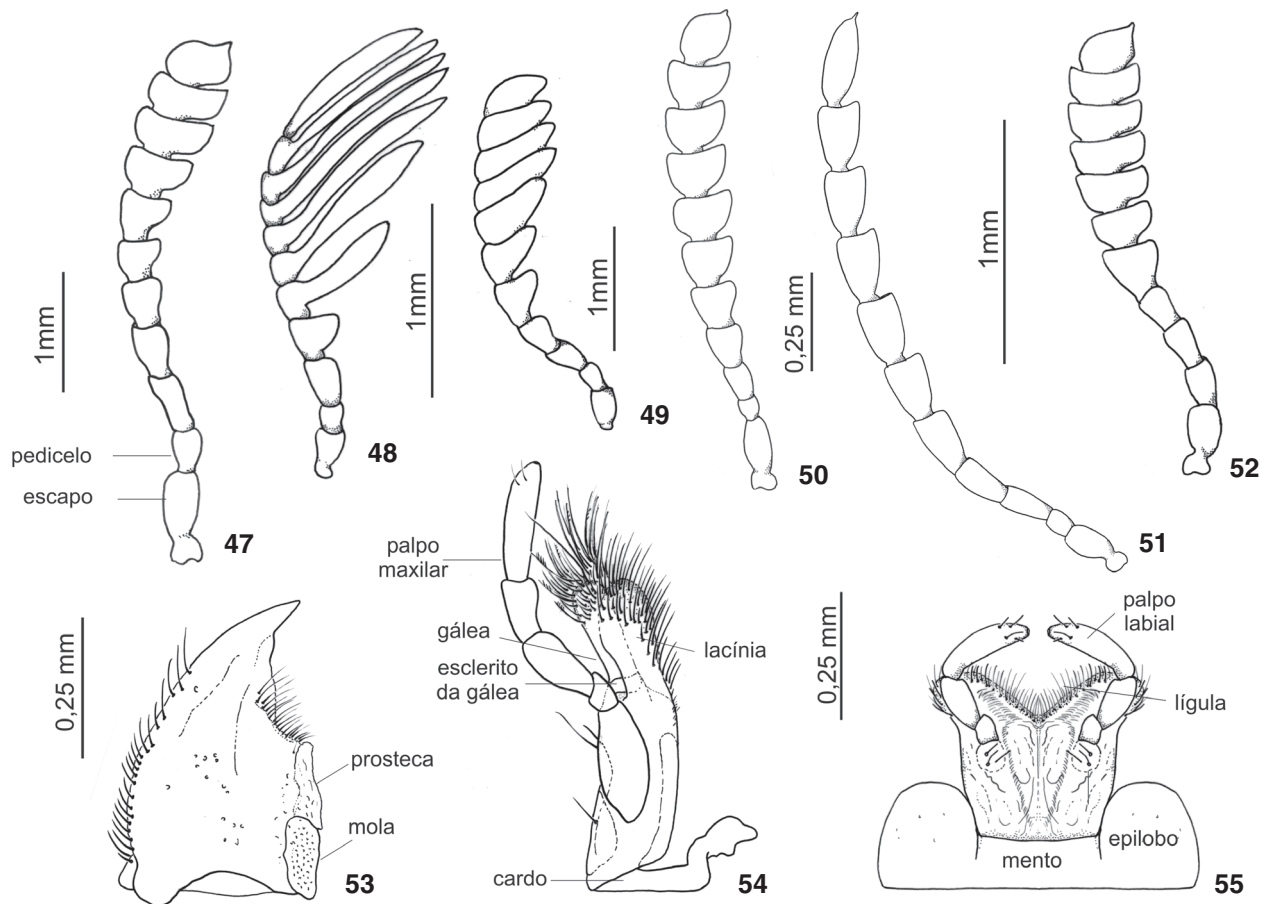 1mm
pedicelo
escapo
47
48
1mm
49
1mm
50
0,25 mm
51
1mm
52
0,25 mm
prosteca
mola
53
palpo
maxilar
gálea
esclerito
da gálea
lacínia
cardo
54
0,25 mm
palpo
labial
lígula
epilobo
mento
55